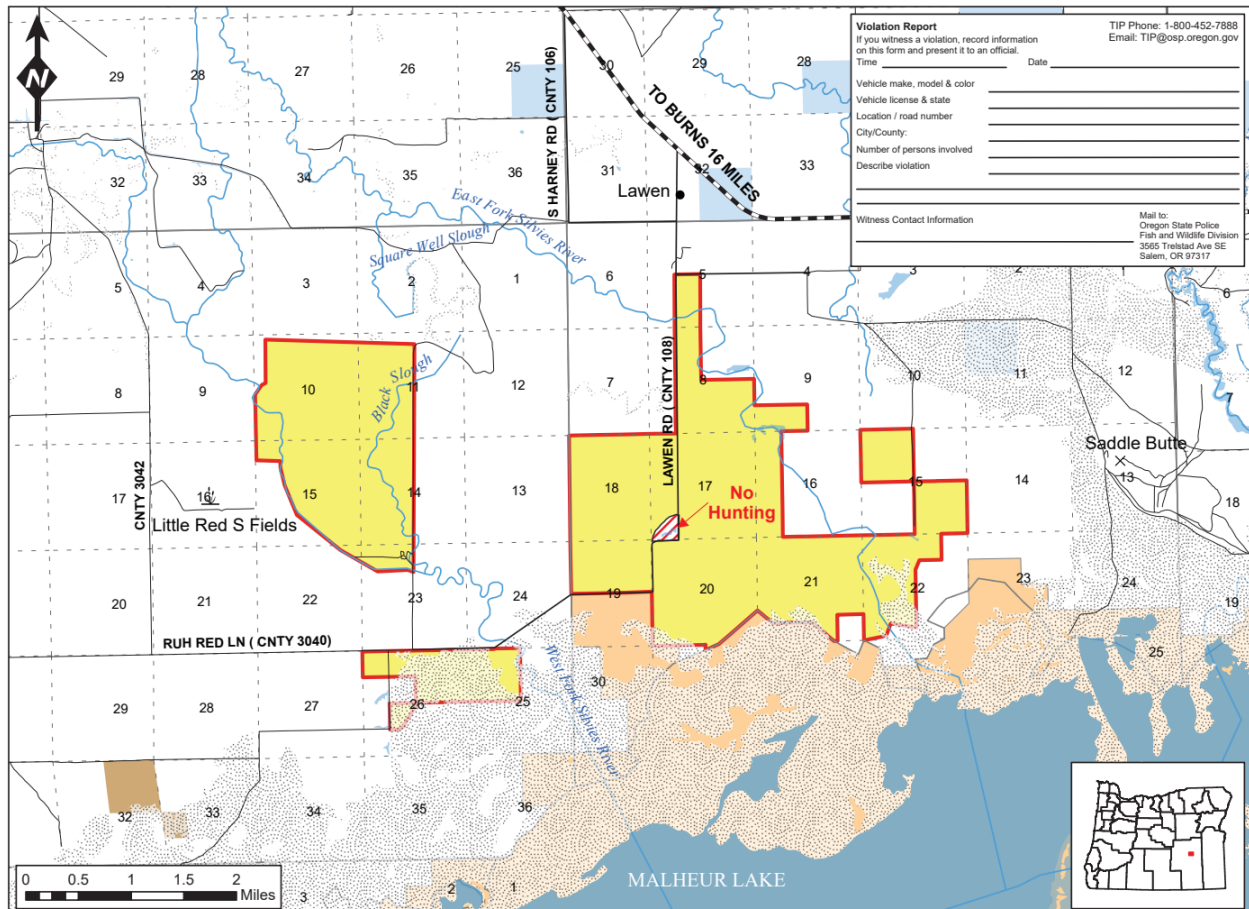 Violation Report
TIP Phone: 1-800-452-7888
If you witness a violation, record information
Email: TIP@osp.oregon.gov
on this form and present it to an official.
Time Date
Vehicle make, model & color
Vehicle license & state
Location / road number
City/County:
Number of persons involved
Describe violation
Witness Contact Information
Mail to:
Oregon State Police
Fish and Wildlife Division
3565 Trelstad Ave SE
Salem, OR 97317
N
29 28 27 26 25 30 29 28
S HARNEY RD ( CNTY 106)
TO BURNS 16 MILES
32 33 34 35 36 31 32 33
Lawen
East Fork Silvies River
Square Well Slough
5 4 3 2 1 6 5 4 3 2 1 6
LAWEN RD ( CNTY 108)
Black Slough
8 9 10 11 12 7 8 9 10 11 12 7
Saddle Butte
CNTY 3042
17 16 15 14 13 18 17 16 15 14 13 18
No
Hunting
Little Red S Fields
20 21 22 23 24 19 20 21 22 23 24 19
RUH RED LN ( CNTY 3040)
West Fork Silvies River
29 28 27 26 25 30 25
32 33 34 35 36
3 2 1
MALHEUR LAKE
0 0.5 1 1.5 2
Miles